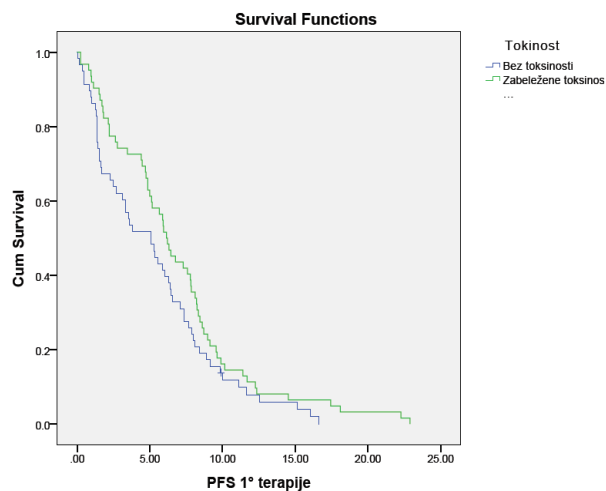 Survival Functions
Tokinost
Bez toksinosti
Zabeležene toksinos
...
Cum Survival
1.0
0.8
0.6
0.4
0.2
0.0
.00 5.00 10.00 15.00 20.00 25.00
PFS 1° terapije